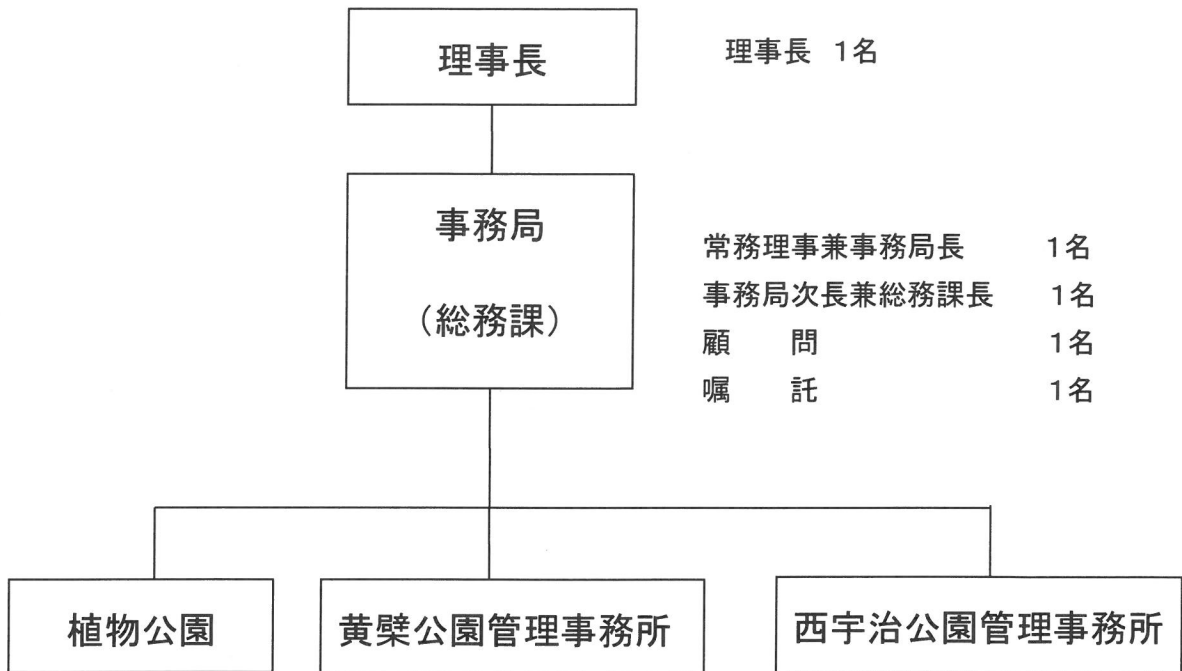 理事長
理事長 1名
事務局
(総務課)
常務理事兼事務局長 1名
事務局次長兼総務課長 1名
顧 問 1名
嘱 託 1名
植物公園
黄檗公園管理事務所
西宇治公園管理事務所